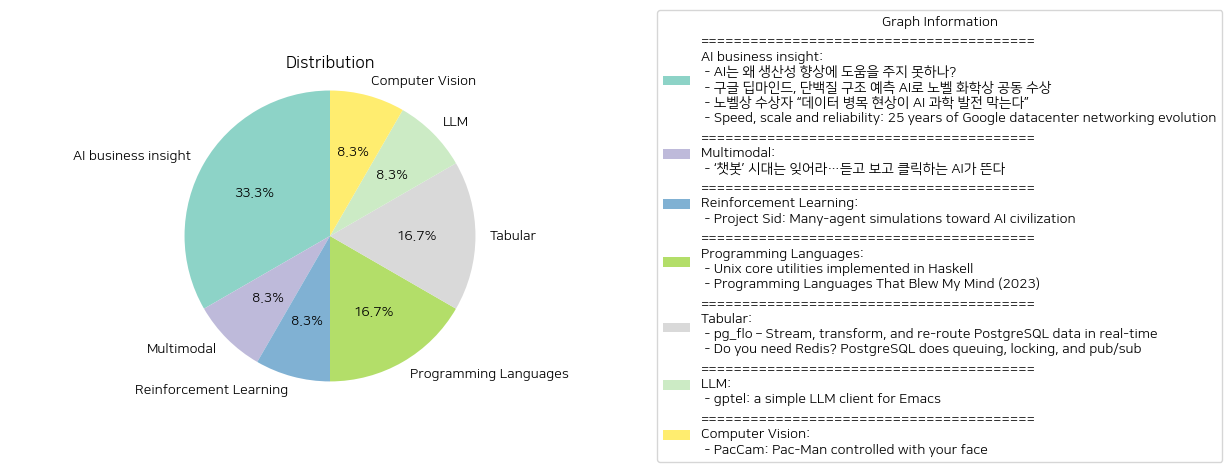 Distribution
Computer Vision
LLM
AI business insight
8.3%
8.3%
33.3%
16.7%
Tabular
8.3%
16.7%
8.3%
Multimodal
Programming Languages
Reinforcement Learning
Graph Information
========================================
AI business insight:
- AI는 왜 생산성 향상에 도움을 주지 못하나?
- 구글 딥마인드, 단백질 구조 예측 AI로 노벨 화학상 공동 수상
- 노벨상 수상자 “데이터 병목 현상이 AI 과학 발전 막는다”
- Speed, scale and reliability: 25 years of Google datacenter networking evolution
========================================
Multimodal:
- ‘챗봇’ 시대는 잊어라…듣고 보고 클릭하는 AI가 뜬다
========================================
Reinforcement Learning:
- Project Sid: Many-agent simulations toward AI civilization
========================================
Programming Languages:
- Unix core utilities implemented in Haskell
- Programming Languages That Blew My Mind (2023)
========================================
Tabular:
- pg_flo – Stream, transform, and re-route PostgreSQL data in real-time
- Do you need Redis? PostgreSQL does queuing, locking, and pub/sub
========================================
LLM:
- gptel: a simple LLM client for Emacs
========================================
Computer Vision:
- PacCam: Pac-Man controlled with your face